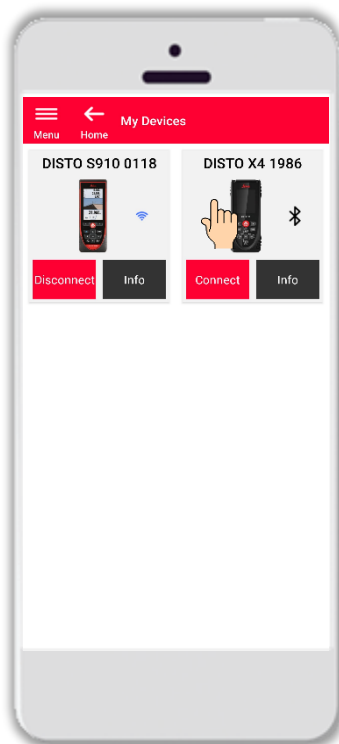 Menu
Home
My Devices
DISTO S910 0118
DISTO X4 1986
Disconnect
Info
Connect
Info